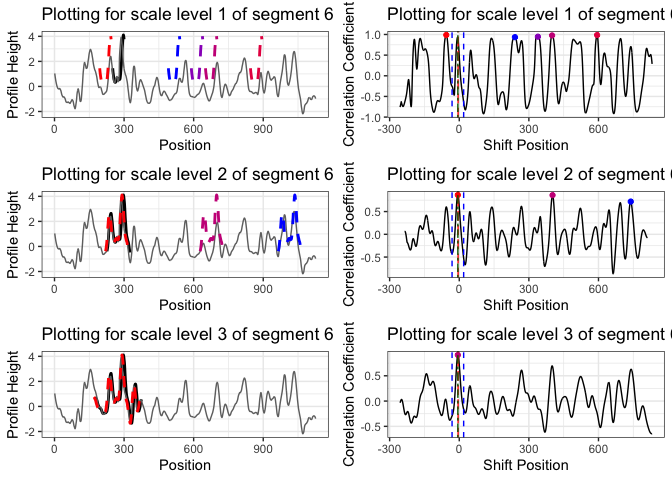 Plotting for scale level 1 of segment 6
Profile Height
4
2
0
-2
0
300
600
900
Position
Plotting for scale level 1 of segment 6
Correlation Coefficient
1.0
0.5
0.0
-0.5
-1.0
-300
0
300
600
Shift Position
Plotting for scale level 2 of segment 6
Profile Height
4
2
0
-2
0
300
600
900
Position
Plotting for scale level 2 of segment 6
Correlation Coefficient
0.5
0.0
-0.5
-300
0
300
600
Shift Position
Plotting for scale level 3 of segment 6
Profile Height
4
2
0
-2
0
300
600
900
Position
Plotting for scale level 3 of segment 6
Correlation Coefficient
0.5
0.0
-0.5
-300
0
300
600
Shift Position